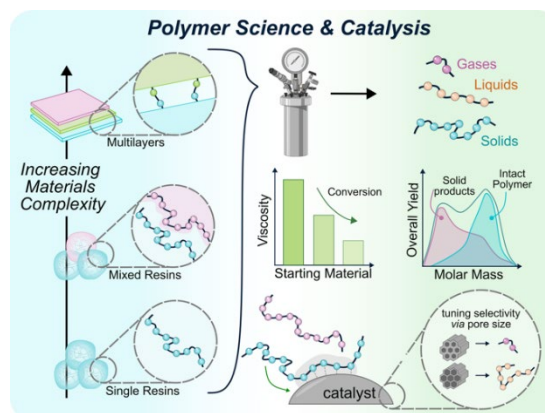 Polymer Science & Catalysis
Multilayers
Increasing
Materials
Complexity
Mixed Resins
Single Resins
Gases
Liquids
Solids
Viscosity
Conversion
Starting Material
Overall Yield
Solid
products
Intact
Polymer
Molar Mass
catalyst
tuning selectivity
via pore size